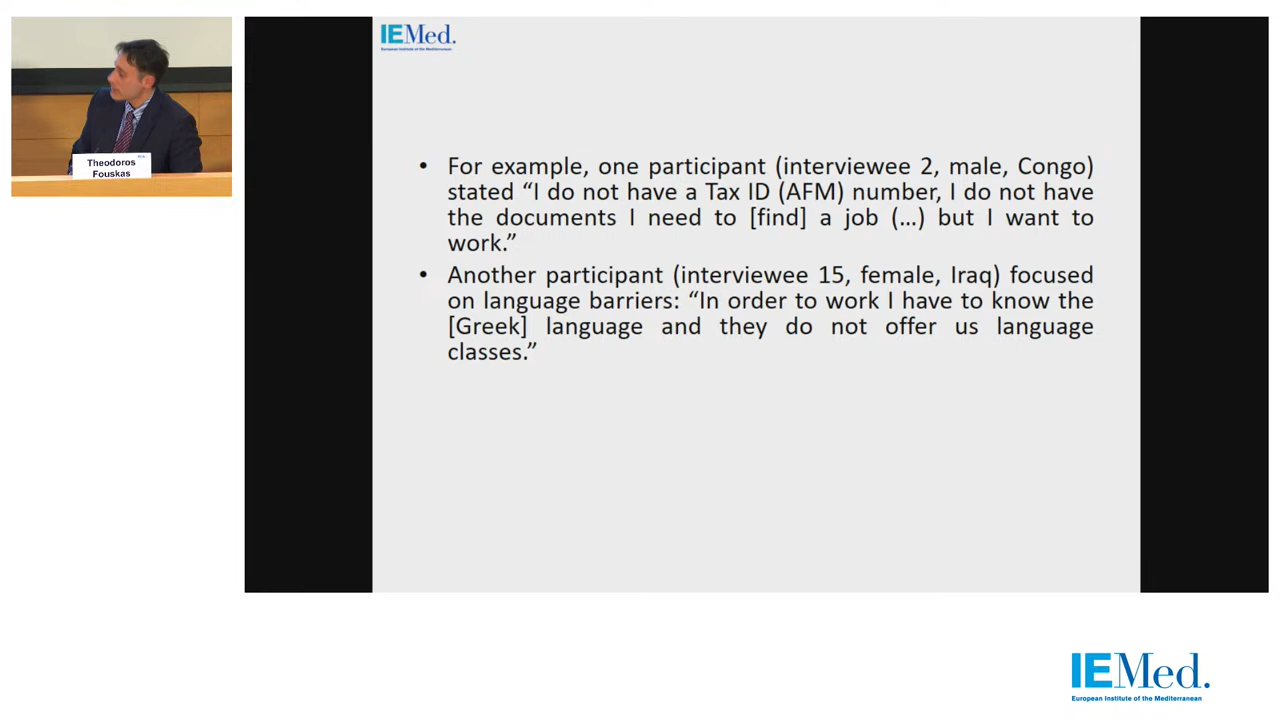 IEMed.
European Institute of the Mediterranean
Theodoros
Fouskas
• For example, one participant (interviewee 2, male, Congo)
stated “I do not have a Tax ID (AFM) number, I do not have
the documents I need to [find] a job (…) but I want to
work.”
• Another participant (interviewee 15, female, Iraq) focused
on language barriers: “In order to work I have to know the
[Greek] language and they do not offer us language
classes.”
IEMed.
European Institute of the Mediterranean